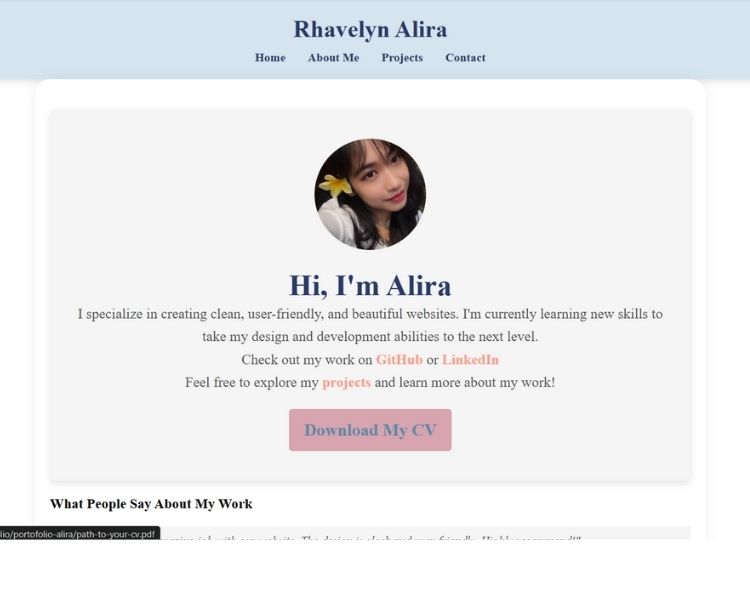 Rhavelyn Alira
Home About Me Projects Contact
Hi, I'm Alira
I specialize in creating clean, user-friendly, and beautiful websites. I'm currently learning new skills to
take my design and development abilities to the next level.
Check out my work on GitHub or LinkedIn
Feel free to explore my projects and learn more about my work!
Download My CV
What People Say About My Work
lio/portofolio-alira/path-to-your-cv.pdf
job with our website. The design is sleek and user-friendly. Highly recommend!"